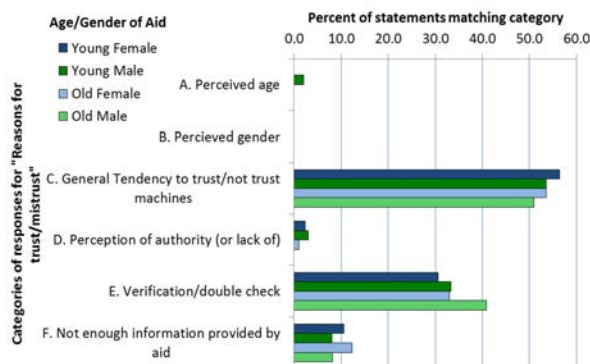 Age/Gender of Aid
Young Female
Young Male
Old Female
Old Male
Percent of statements matching category
0.0 10.0 20.0 30.0 40.0 50.0 60.0
Categories of responses for "Reasons for
trust/mistrust"
A. Perceived age
B. Percieved gender
C. General Tendency to trust/not trust
machines
D. Perception of authority (or lack of)
E. Verification/double check
F. Not enough information provided by
aid